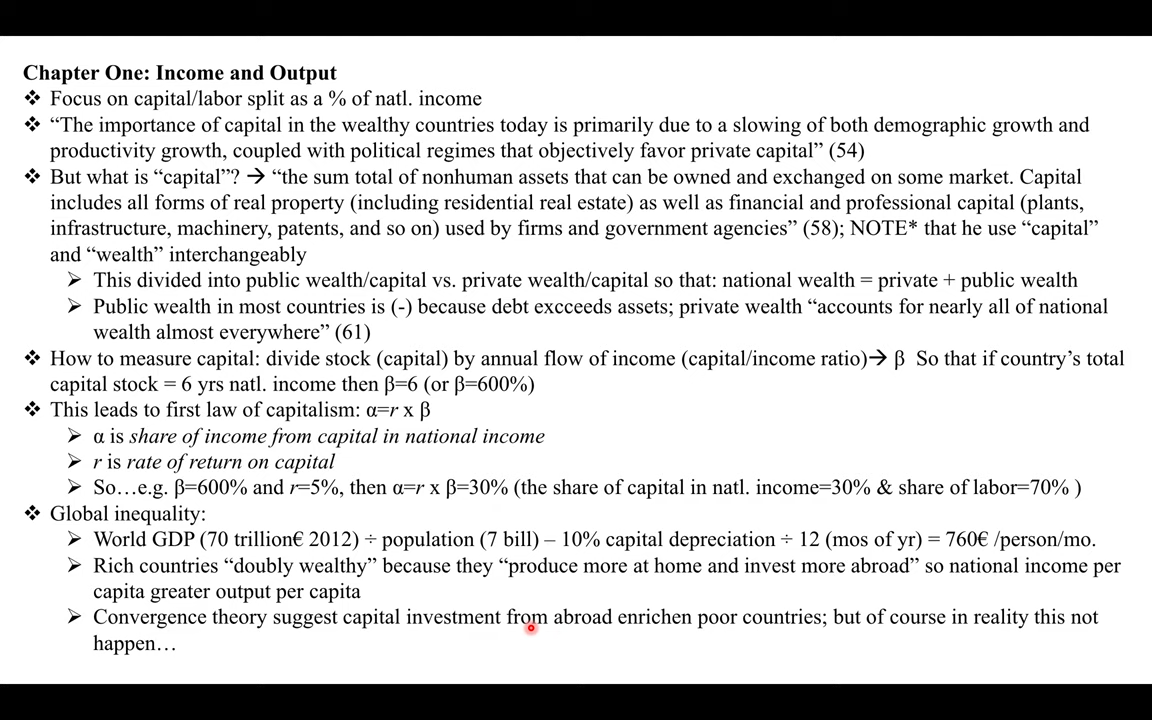 Chapter One: Income and Output
❖ Focus on capital/labor split as a % of natl. income
❖ “The importance of capital in the wealthy countries today is primarily due to a slowing of both demographic growth and
productivity growth, coupled with political regimes that objectively favor private capital” (54)
❖ But what is “capital”? → “the sum total of nonhuman assets that can be owned and exchanged on some market. Capital
includes all forms of real property (including residential real estate) as well as financial and professional capital (plants,
infrastructure, machinery, patents, and so on) used by firms and government agencies” (58); NOTE* that he use “capital”
and “wealth” interchangeably
➢ This divided into public wealth/capital vs. private wealth/capital so that: national wealth = private + public wealth
➢ Public wealth in most countries is (-) because debt excceeds assets; private wealth “accounts for nearly all of national
wealth almost everywhere” (61)
❖ How to measure capital: divide stock (capital) by annual flow of income (capital/income ratio)→ β So that if country’s total
capital stock = 6 yrs natl. income then β=6 (or β=600%)
❖ This leads to first law of capitalism: α=r x β
➢ α is share of income from capital in national income
➢ r is rate of return on capital
➢ So…e.g. β=600% and r=5%, then α=r x β=30% (the share of capital in natl. income=30% & share of labor=70% )
❖ Global inequality:
➢ World GDP (70 trillion€ 2012) ÷ population (7 bill) – 10% capital depreciation ÷ 12 (mos of yr) = 760€ /person/mo.
➢ Rich countries “doubly wealthy” because they “produce more at home and invest more abroad” so national income per
capita greater output per capita
➢ Convergence theory suggest capital investment from abroad enrichen poor countries; but of course in reality this not
happen…